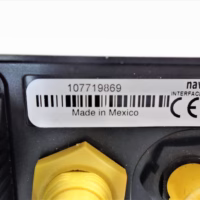 107719869
Made in Mexico
nav
INTERFAC
CE